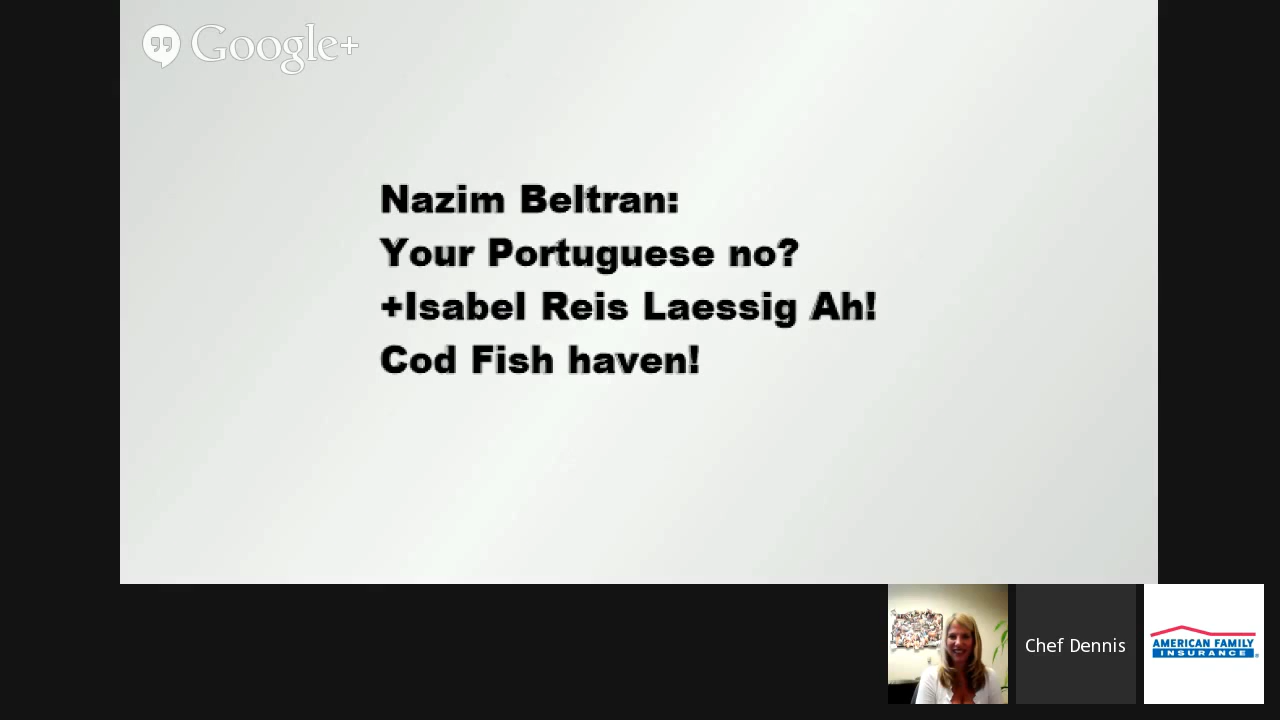 Google+
Nazim Beltran:
Your Portuguese no?
+Isabel Reis Laessig Ah!
Cod Fish haven!
Chef Dennis
AMERICAN FAMILY
INSURANCE